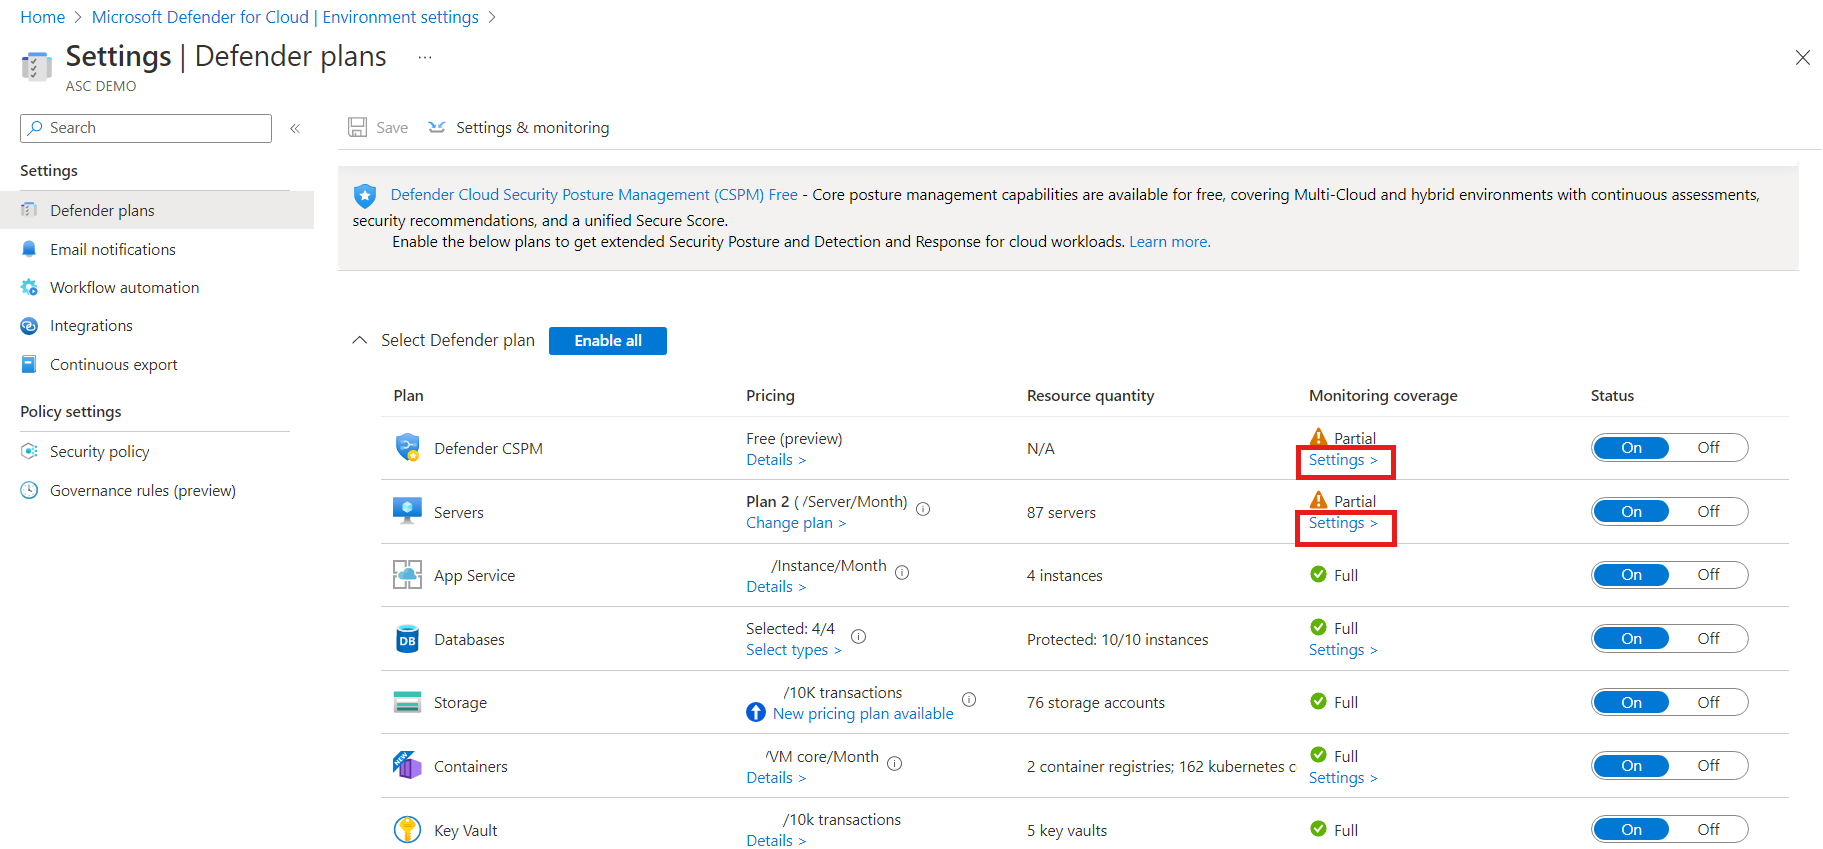 Home > Microsoft Defender for Cloud | Environment settings >
Settings | Defender plans ...
ASC DEMO
Search «
Save Settings & monitoring
Settings
Defender plans
Email notifications
Workflow automation
Integrations
Continuous export
Policy settings
Security policy
Governance rules (preview)
Defender Cloud Security Posture Management (CSPM) Free - Core posture management capabilities are available for free, covering Multi-Cloud and hybrid environments with continuous assessments,
security recommendations, and a unified Secure Score.
Enable the below plans to get extended Security Posture and Detection and Response for cloud workloads. Learn more.
Select Defender plan Enable all
Plan Pricing Resource quantity Monitoring coverage Status
Defender CSPM Free (preview) N/A Partial On Off
Details > Settings >
Servers Plan 2 ( /Server/Month) 87 servers Partial On Off
Change plan > Settings >
App Service /Instance/Month 4 instances Full On Off
Details >
Databases Selected: 4/4 Protected: 10/10 instances Full On Off
Select types > Settings >
Storage /10K transactions 76 storage accounts Full On Off
New pricing plan available
NEW Containers /VM core/Month 2 container registries; 162 kubernetes Full On Off
Details > Settings >
Key Vault /10k transactions 5 key vaults Full On Off
Details >